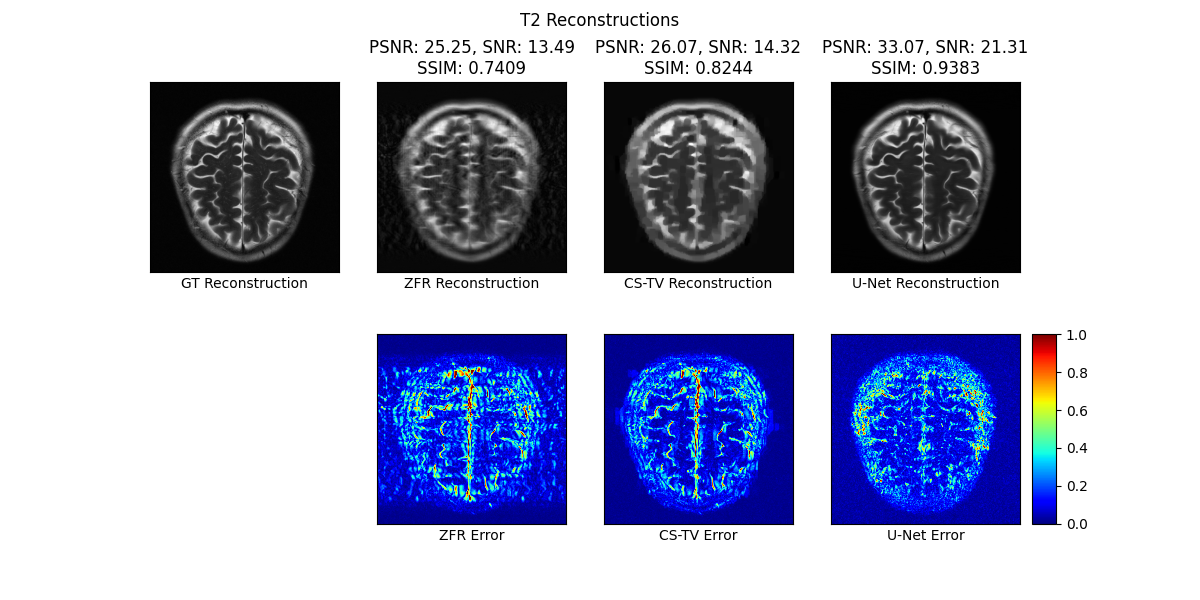 T2 Reconstructions
PSNR: 25.25, SNR: 13.49
SSIM: 0.7409
PSNR: 26.07, SNR: 14.32
SSIM: 0.8244
PSNR: 33.07, SNR: 21.31
SSIM: 0.9383
GT Reconstruction
ZFR Reconstruction
CS-TV Reconstruction
U-Net Reconstruction
1.0
0.8
0.6
0.4
0.2
0.0
ZFR Error
CS-TV Error
U-Net Error